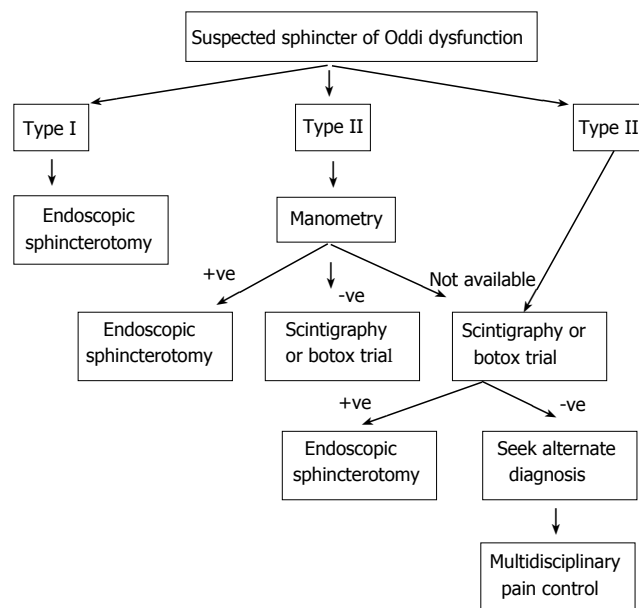 Suspected sphincter of Oddi dysfunction
Type I
Type II
Type II
Endoscopic
sphincterotomy
Manometry
+ve
-ve
Not available
Endoscopic
sphincterotomy
Scintigraphy
or botox trial
Scintigraphy or
botox trial
+ve
-ve
Endoscopic
sphincterotomy
Seek alternate
diagnosis
Multidisciplinary
pain control